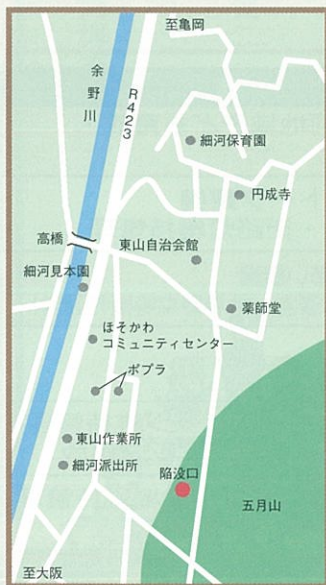 至亀岡
余野川
R423
細河保育園
円成寺
高橋
東山自治会館
細河見本園
薬師堂
ほそかわ
コミュニティセンター
ポプラ
東山作業所
細河派出所
陥没口
五月山
至大阪